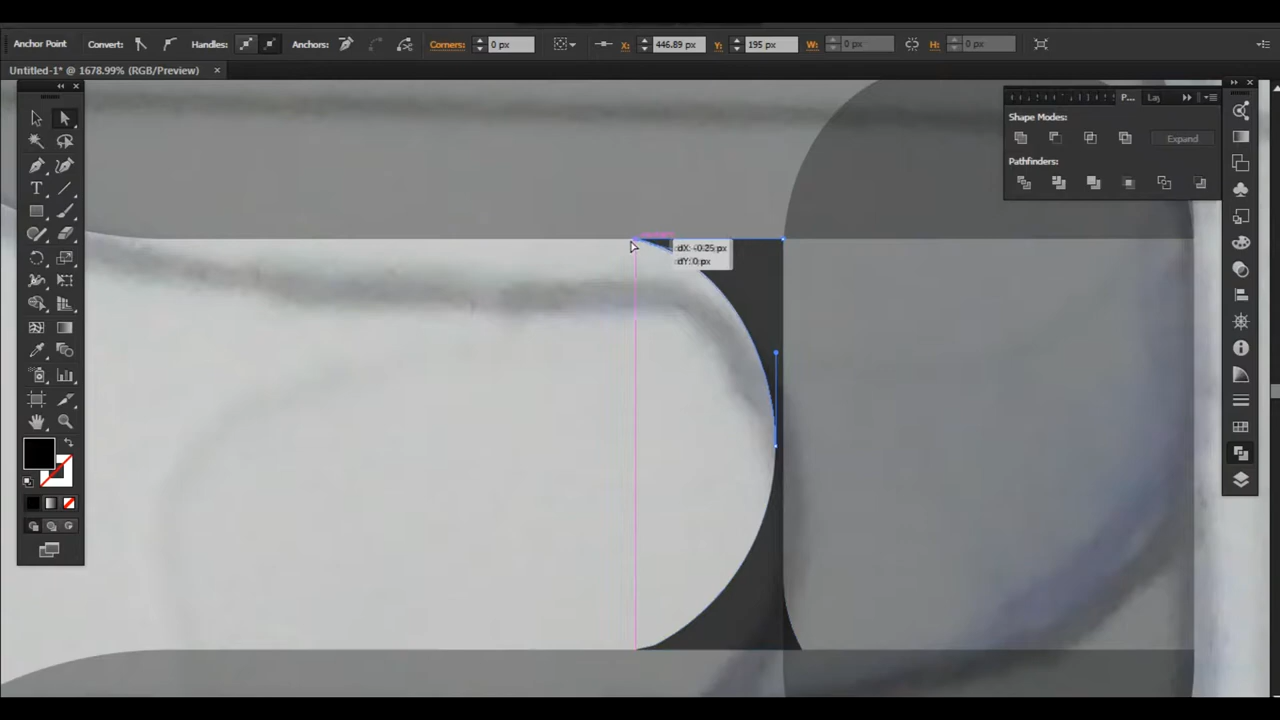 Anchor Point Convert: Handles: Anchors: Corners: 0 px X: 446.89 px Y: 195 px W: 0 px H: 0 px
Untitled-1* @ 1678.99% (RGB/Preview) ×
P... Lay
Shape Modes:
Expand
Pathfinders:
dX: -0.25 px
dY: 0 px